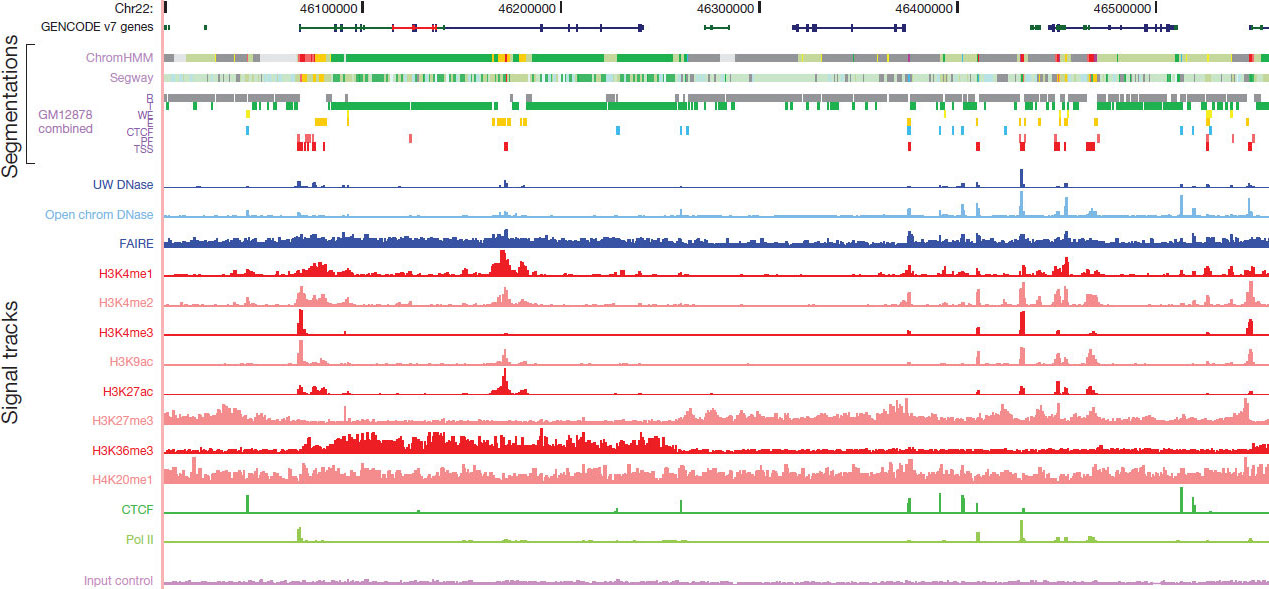 Chr22: 46100000 46200000 46300000 46400000 46500000
GENCODE v7 genes
Segmentations
ChromHMM
Segway
GM12878
combined
R
T
WE
E
CTCF
PF
TSS
Signal tracks
UW DNase
Open chrom DNase
FAIRE
H3K4me1
H3K4me2
H3K4me3
H3K9ac
H3K27ac
H3K27me3
H3K36me3
H4K20me1
CTCF
Pol II
Input control